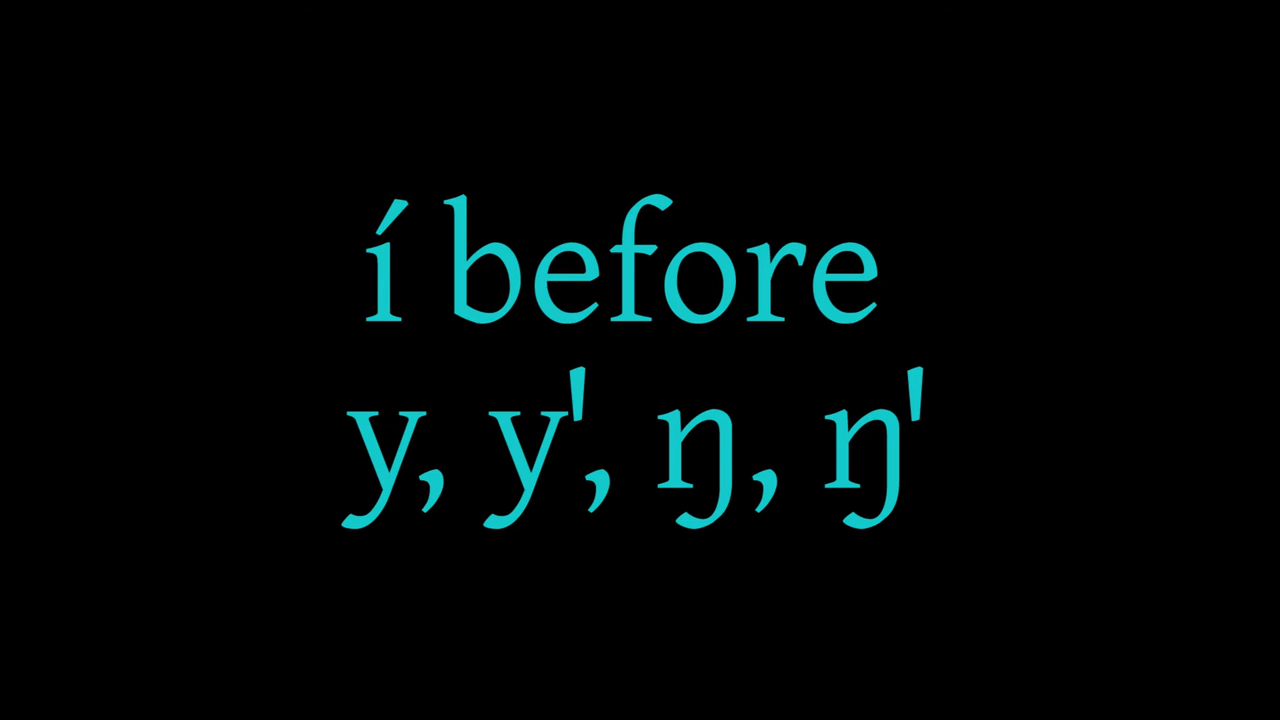 í before
y, y', ŋ, ŋ'